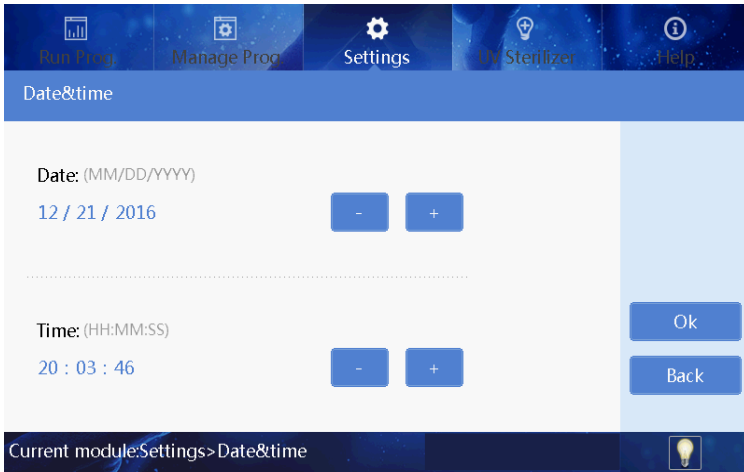 Run Prog. Manage Prog. Settings UV Sterilizer Help
Date&time
Date: (MM/DD/YYYY)
12 / 21 / 2016
- +
Time: (HH:MM:SS)
20 : 03 : 46
- +
Ok
Back
Current module:Settings>Date&time